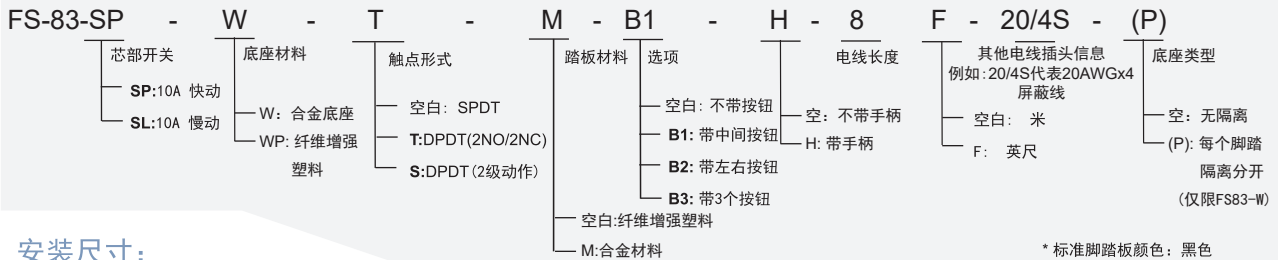 FS-83-SP - W - T - M - B1 - H - 8 F - 20/4S - (P)
芯部开关
SP:10A 快动
SL:10A 慢动
底座材料
W：合金底座
WP: 纤维增强
塑料
触点形式
空白：SPDT
T:DPDT(2NO/2NC)
S:DPDT(2级动作)
踏板材料
空白:纤维增强塑料
M:合金材料
选项
空白：不带按钮
B1: 带中间按钮
B2: 带左右按钮
B3: 带3个按钮
空：不带手柄
H: 带手柄
电线长度
空白： 米
F： 英尺
其他电线插头信息
例如:20/4S代表20AWGx4
屏蔽线
底座类型
空：无隔离
(P): 每个脚踏
隔离分开
(仅限FS83-W)
安装尺寸：
* 标准脚踏板颜色：黑色